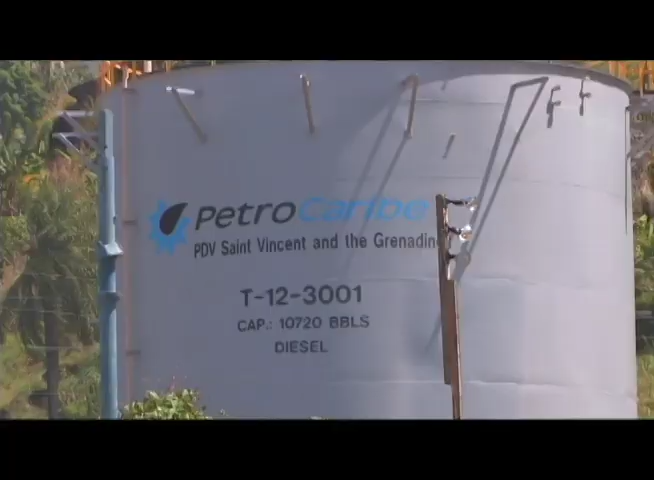 PetroCaribe
PDV Saint Vincent and the Grenadin
T-12-3001
CAP.: 10720 BBLS
DIESEL